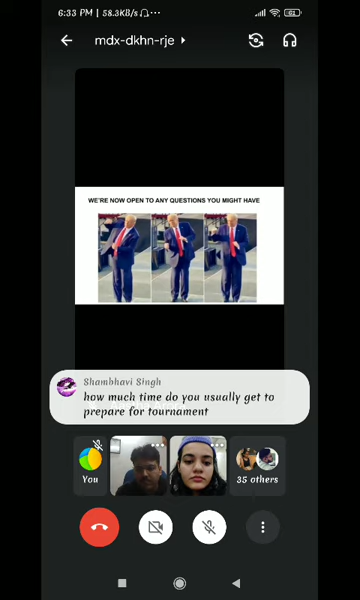 6:33 PM | 58.3KB/s
mdx-dkhn-rje
WE'RE NOW OPEN TO ANY QUESTIONS YOU MIGHT HAVE
Shambhavi Singh
how much time do you usually get to
prepare for tournament
You
35 others